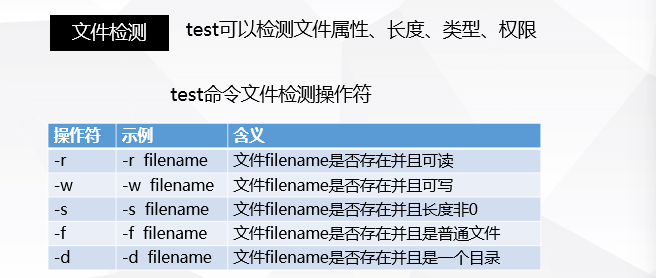 文件检测
test可以检测文件属性、长度、类型、权限
test命令文件检测操作符
操作符 示例 含义
-r -r filename 文件filename是否存在并且可读
-w -w filename 文件filename是否存在并且可写
-s -s filename 文件filename是否存在并且长度非0
-f -f filename 文件filename是否存在并且是普通文件
-d -d filename 文件filename是否存在并且是一个目录